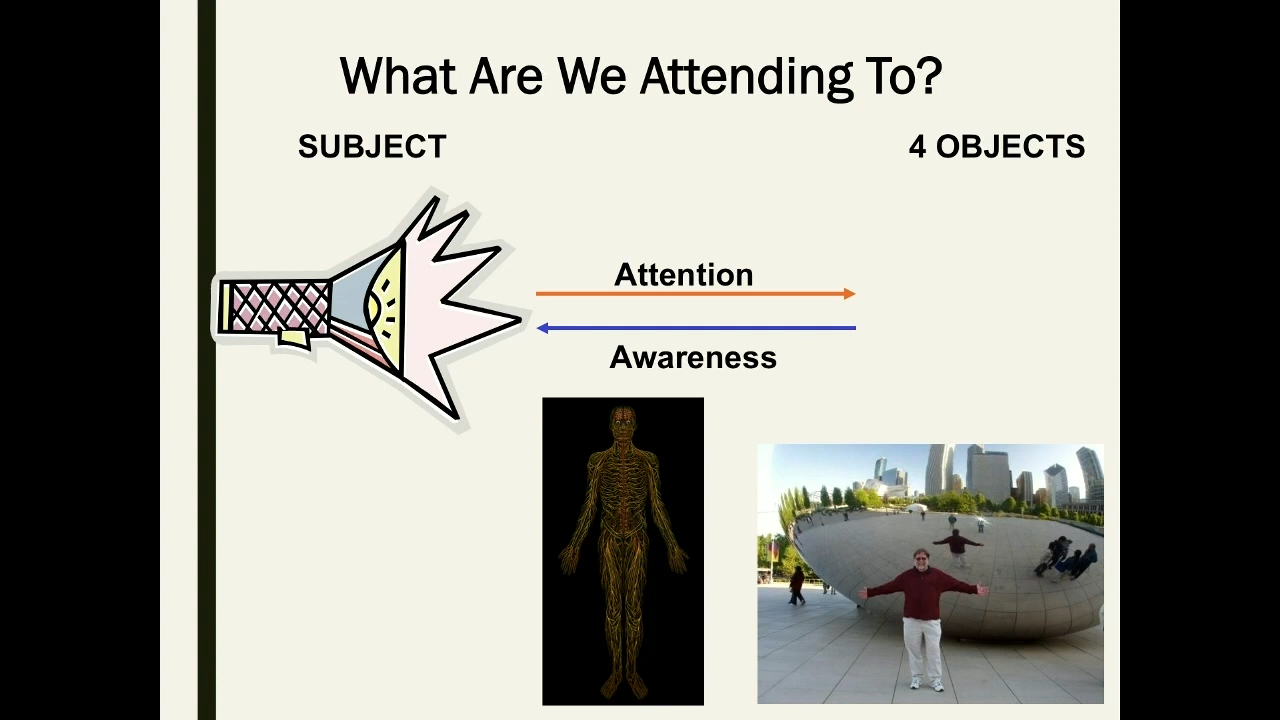 What Are We Attending To?
SUBJECT
4 OBJECTS
Attention
Awareness